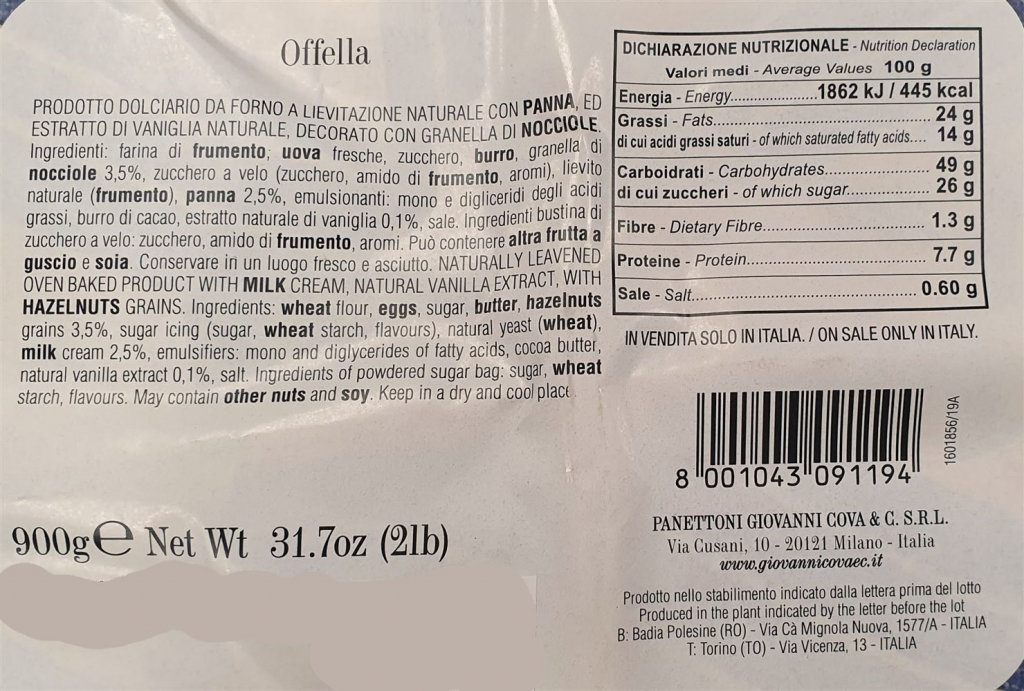 Offella
PRODOTTO DOLCIARIO DA FORNO A LIEVITAZIONE NATURALE CON PANNA, ED
ESTRATTO DI VANIGLIA NATURALE, DECORATO CON GRANELLA DI NOCCIOLE.
Ingredienti: farina di frumento, uova fresche, zucchero, burro, granella di
nocciole 3,5%, zucchero a velo (zucchero, amido di frumento, aromi), lievito
naturale (frumento), panna 2,5%, emulsionanti: mono e digliceridi degli acidi
grassi, burro di cacao, estratto naturale di vaniglia 0,1%, sale. Ingredienti bustina di
zucchero a velo: zucchero, amido di frumento, aromi. Può contenere altra frutta a
guscio e soia. Conservare in un luogo fresco e asciutto. NATURALLY LEAVENED
OVEN BAKED PRODUCT WITH MILK CREAM, NATURAL VANILLA EXTRACT, WITH
HAZELNUTS GRAINS. Ingredients: wheat flour, eggs, sugar, butter, hazelnuts
grains 3,5%, sugar icing (sugar, wheat starch, flavours), natural yeast (wheat),
milk cream 2,5%, emulsifiers: mono and diglycerides of fatty acids, cocoa butter,
natural vanilla extract 0,1%, salt. Ingredients of powdered sugar bag: sugar, wheat
starch, flavours. May contain other nuts and soy. Keep in a dry and cool place.
900g℮ Net Wt 31.7oz (2lb)
DICHIARAZIONE NUTRIZIONALE - Nutrition Declaration
Valori medi - Average Values 100 g
Energia - Energy..................1862 kJ / 445 kcal
Grassi - Fats.................................... 24 g
di cui acidi grassi saturi - of which saturated fatty acids.... 14 g
Carboidrati - Carbohydrates.................... 49 g
di cui zuccheri - of which sugar............... 26 g
Fibre - Dietary Fibre............................ 1.3 g
Proteine - Protein............................... 7.7 g
Sale - Salt........................................ 0.60 g
IN VENDITA SOLO IN ITALIA. / ON SALE ONLY IN ITALY.
8 001043 091194
1601856/19A
PANETTONI GIOVANNI COVA & C. S.R.L.
Via Cusani, 10 - 20121 Milano - Italia
www.giovannicovaec.it
Prodotto nello stabilimento indicato dalla lettera prima del lotto
Produced in the plant indicated by the letter before the lot
B: Badia Polesine (RO) - Via Cà Mignola Nuova, 1577/A - ITALIA
T: Torino (TO) - Via Vicenza, 13 - ITALIA